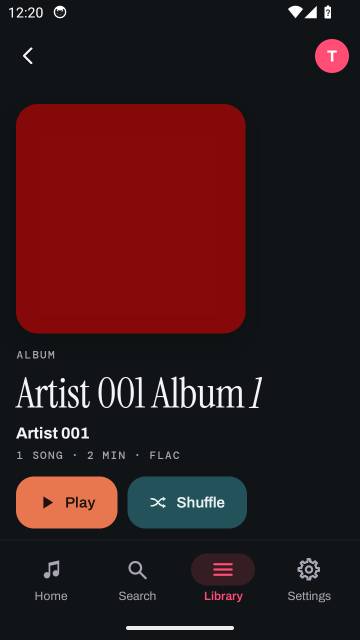 12:20
T
ALBUM
Artist 001 Album 1
Artist 001
1 SONG · 2 MIN · FLAC
Play
Shuffle
Home
Search
Library
Settings